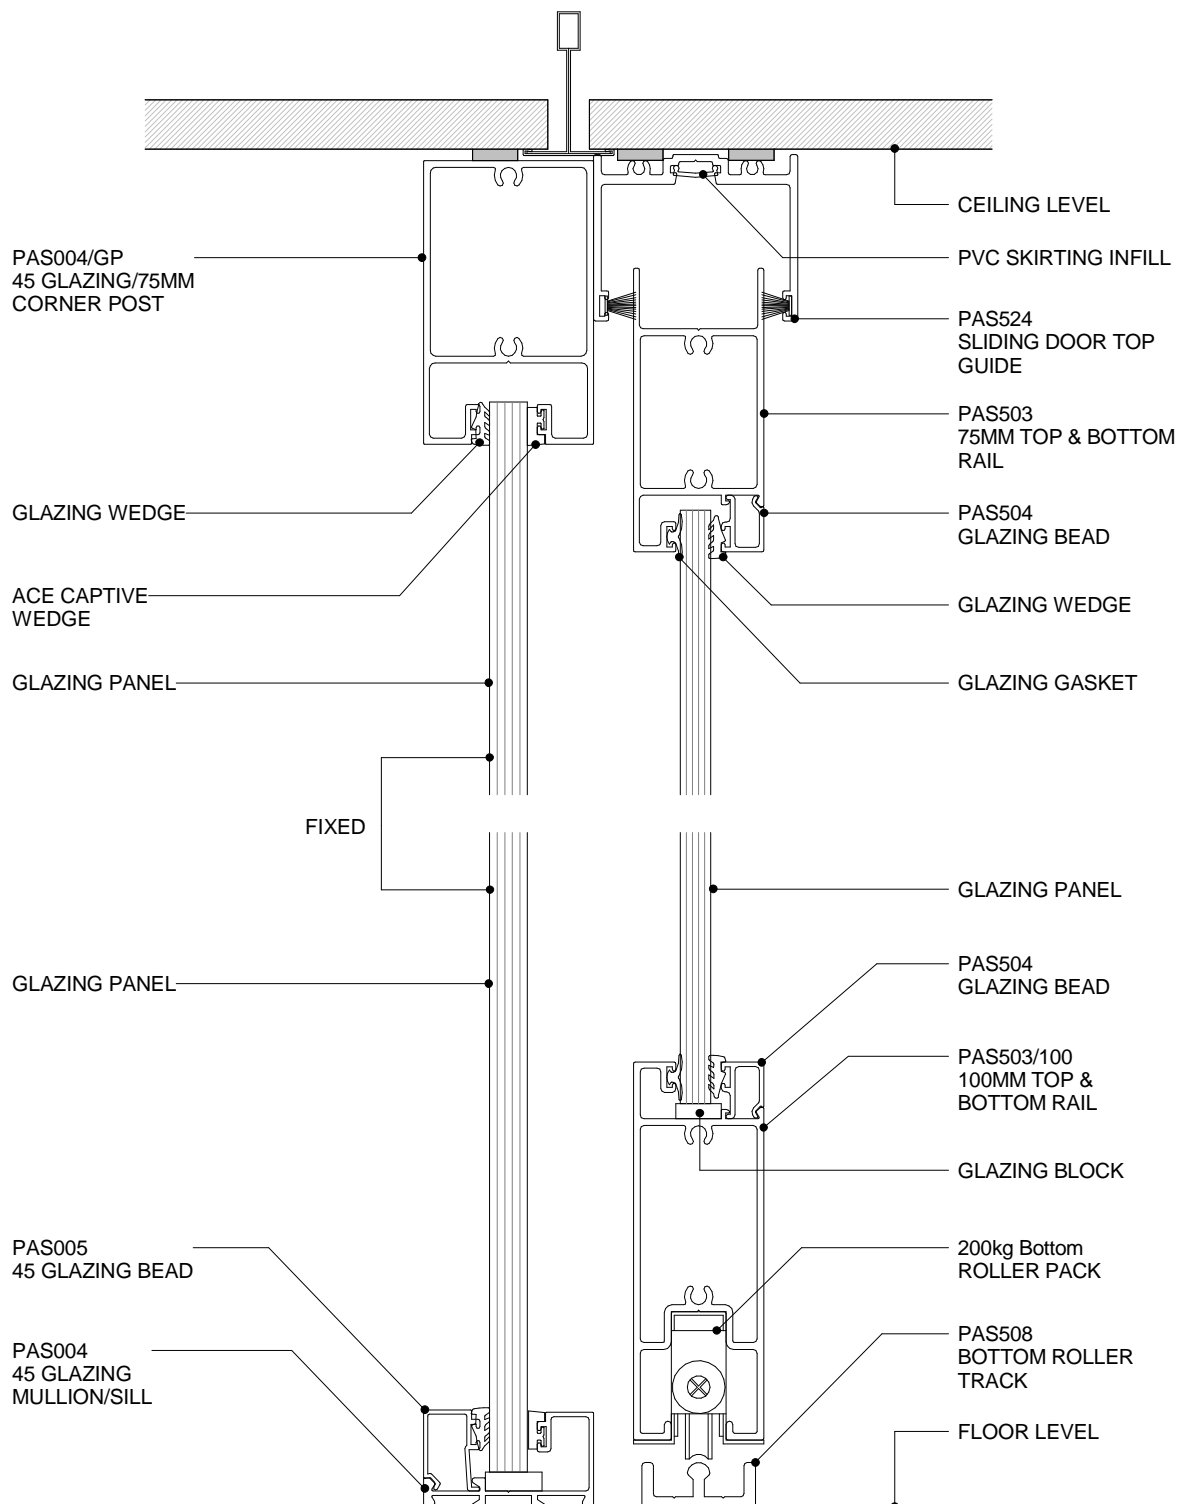 CEILING LEVEL
PAS004/GP
45 GLAZING/75MM
CORNER POST
PVC SKIRTING INFILL
PAS524
SLIDING DOOR TOP
GUIDE
PAS503
75MM TOP & BOTTOM
RAIL
GLAZING WEDGE
PAS504
GLAZING BEAD
ACE CAPTIVE
WEDGE
GLAZING WEDGE
GLAZING PANEL
GLAZING GASKET
FIXED
GLAZING PANEL
GLAZING PANEL
PAS504
GLAZING BEAD
PAS503/100
100MM TOP &
BOTTOM RAIL
GLAZING BLOCK
PAS005
45 GLAZING BEAD
200kg Bottom
ROLLER PACK
PAS004
45 GLAZING
MULLION/SILL
PAS508
BOTTOM ROLLER
TRACK
FLOOR LEVEL